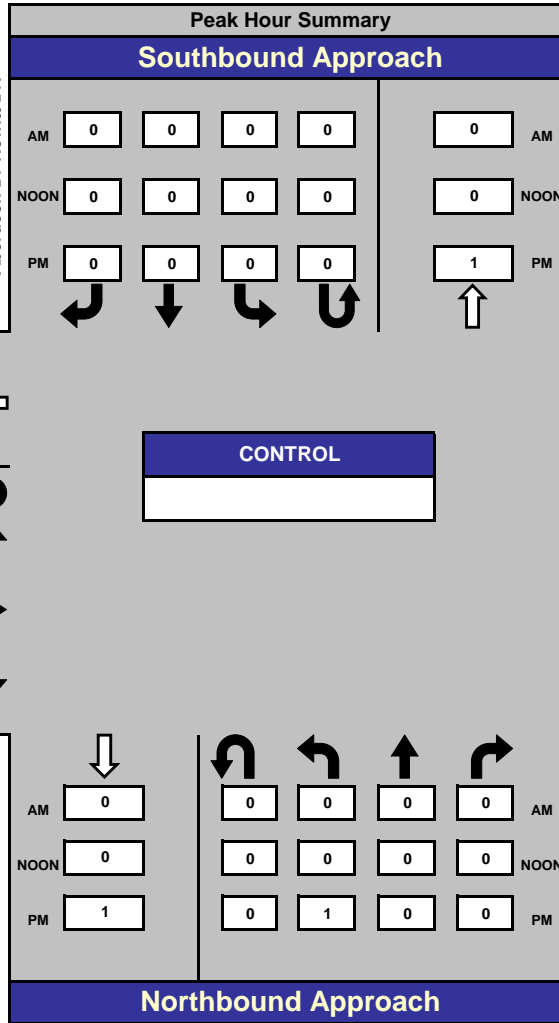 Peak Hour Summary
Southbound Approach
AM 0 0 0 0 0 AM
NOON 0 0 0 0 0 NOON
PM 0 0 0 0 1 PM
CONTROL
AM 0 0 0 0 0 AM
NOON 0 0 0 0 0 NOON
PM 1 0 1 0 0 PM
Northbound Approach